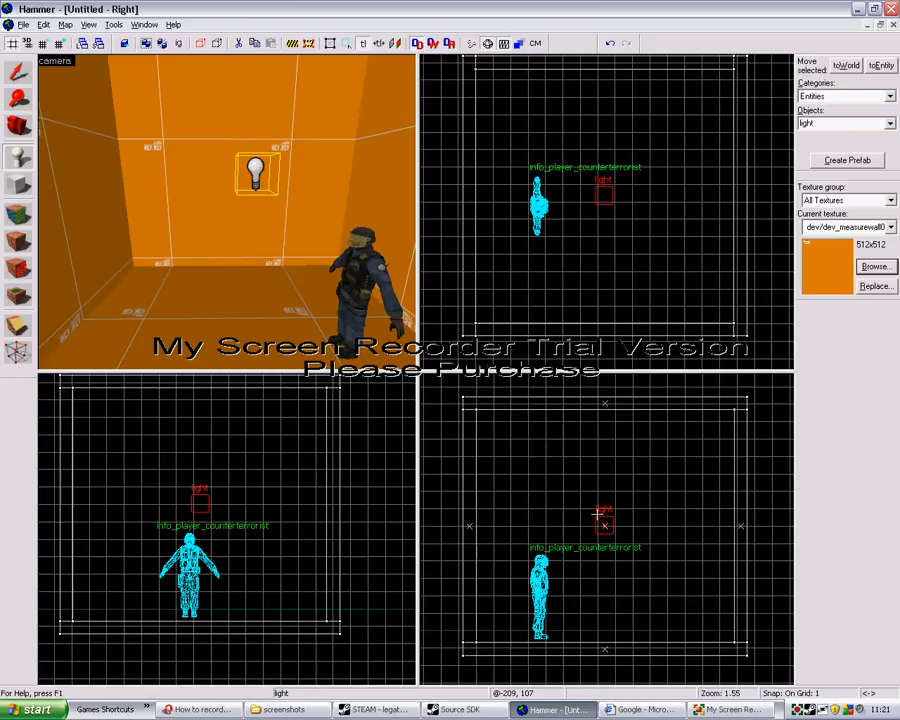 Hammer - [Untitled - Right]
File Edit Map View Tools Window Help
CM
camera
info_player_counterterrorist
light
Move selected:
toWorld
toEntity
Categories:
Entities
Objects:
light
Create Prefab
Texture group:
All Textures
Current texture:
dev/dev_measurewall0
512x512
Browse...
Replace...
My Screen Recorder Trial Version
Please Purchase
light
info_player_counterterrorist
light
info_player_counterterrorist
For Help, press F1
light
@-209, 107
Zoom: 1.55
Snap: On Grid: 1
<->
start
Games Shortcuts
»
How to record...
screenshots
STEAM - legat...
Source SDK
Hammer - [Unt...
Google - Micro...
My Screen Rec...
11:21